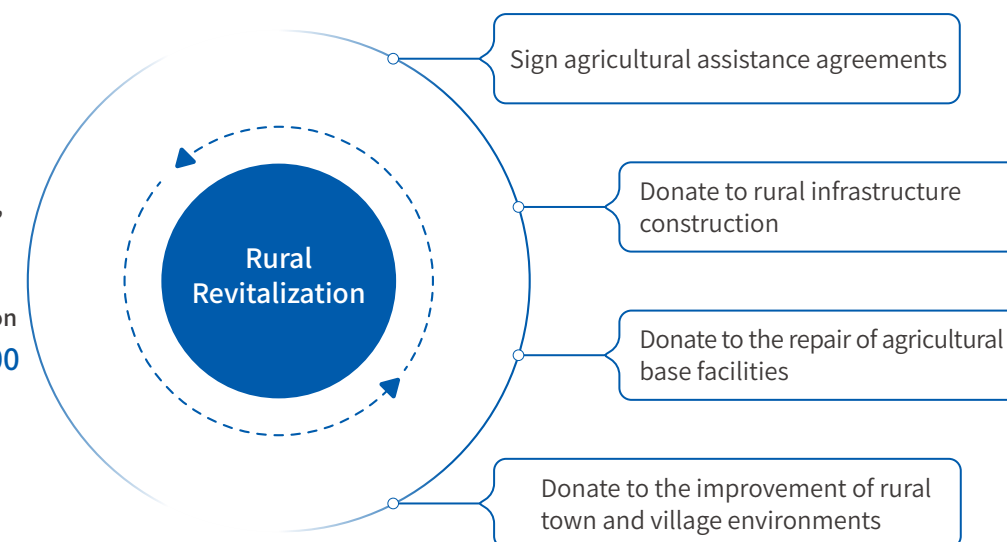 Sign agricultural assistance agreements
Donate to rural infrastructure
construction
Rural
Revitalization
on
00
Donate to the repair of agricultural
base facilities
Donate to the improvement of rural
town and village environments